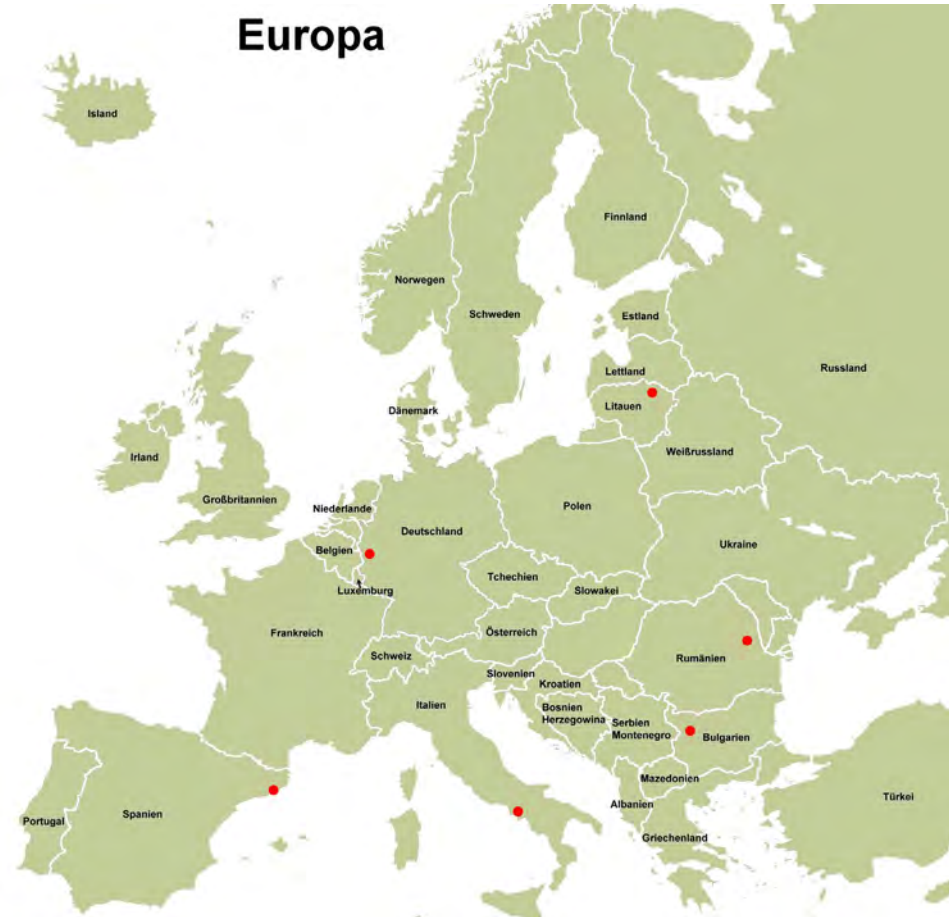 Europa
Island
Finnland
Norwegen
Schweden
Estland
Russland
Lettland
Litauen
Dänemark
Weißrussland
Irland
Großbritannien
Niederlande
Polen
Deutschland
Ukraine
Belgien
Tchechien
Slowakei
Luxemburg
Frankreich
Österreich
Schweiz
Rumänien
Slovenien
Kroatien
Italien
Bosnien
Herzegowina
Serbien
Montenegro
Bulgarien
Mazedonien
Türkei
Albanien
Spanien
Portugal
Griechenland